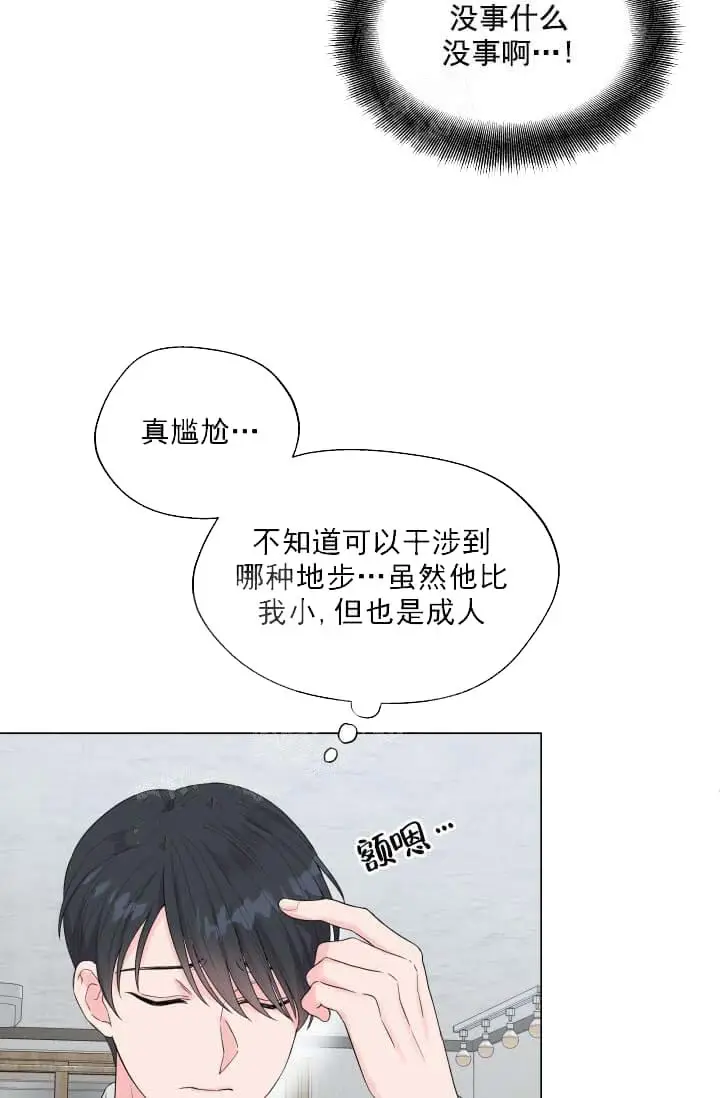 没事什么
没事啊…!
真尴尬…
不知道可以干涉到
哪种地步…虽然他比
我小,但也是成人
额嗯…